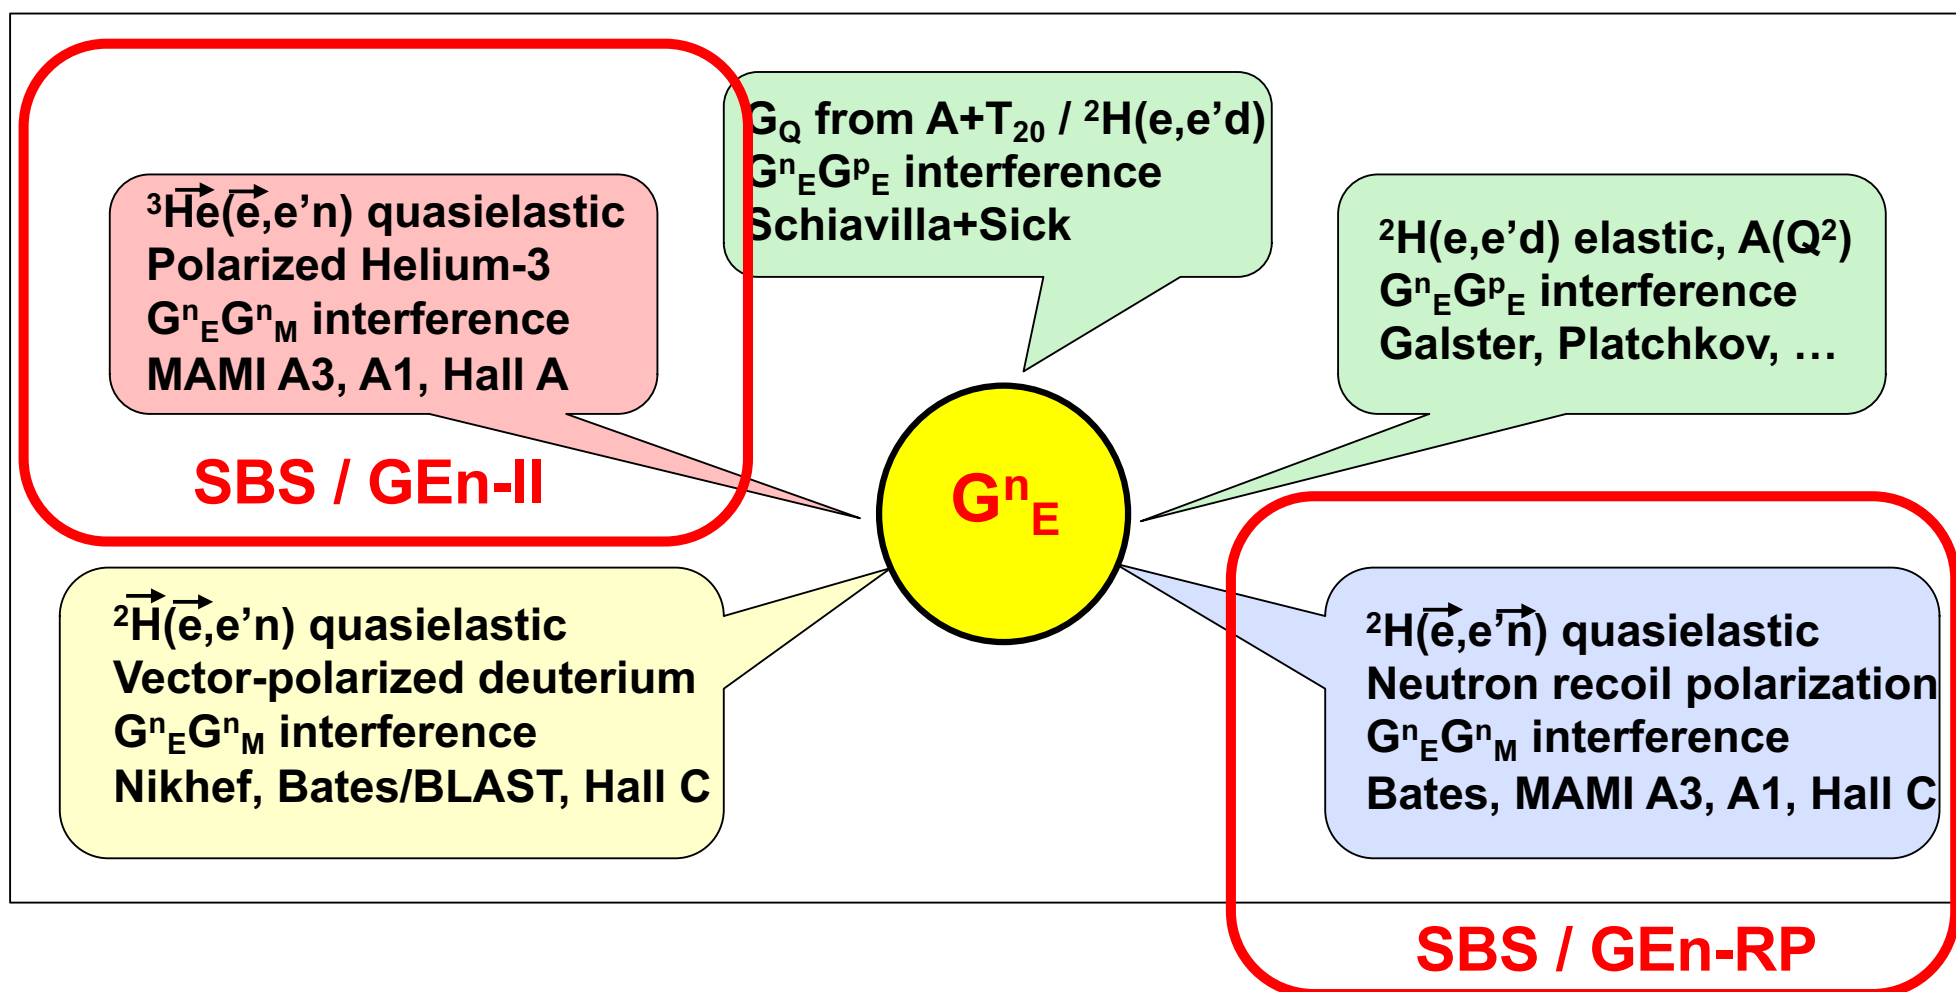 G_Q from A+T₂₀ / ²H(e,e’d)
GⁿEGᵖE interference
Schiavilla+Sick
³H⃗e(e⃗,e’n) quasielastic
Polarized Helium-3
GⁿEGⁿM interference
MAMI A3, A1, Hall A
SBS / GEn-II
²H(e,e’d) elastic, A(Q²)
GⁿEGᵖE interference
Galster, Platchkov, …
GⁿE
²H⃗(e⃗,e’n) quasielastic
Vector-polarized deuterium
GⁿEGⁿM interference
Nikhef, Bates/BLAST, Hall C
²H(e⃗,e’n⃗) quasielastic
Neutron recoil polarization
GⁿEGⁿM interference
Bates, MAMI A3, A1, Hall C
SBS / GEn-RP